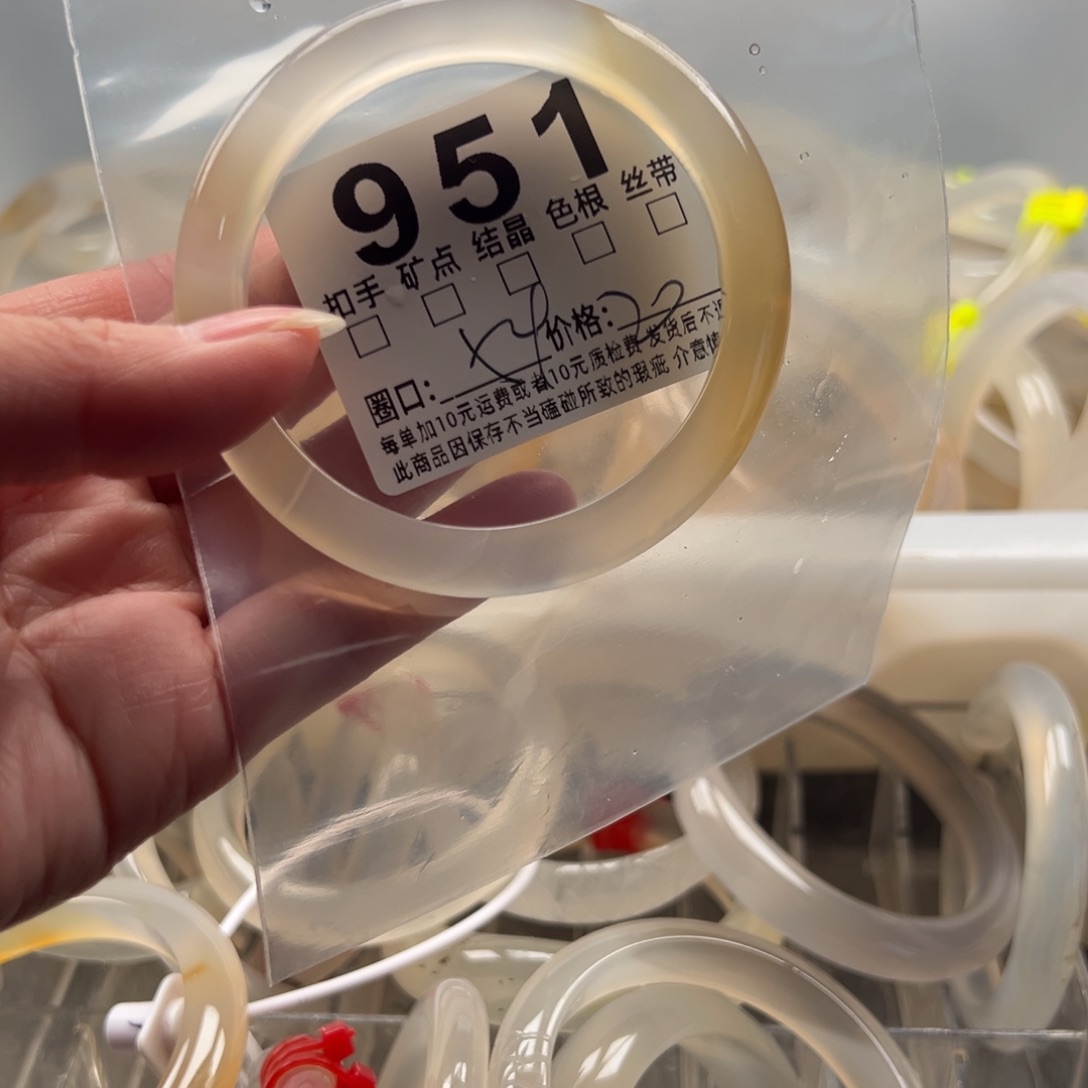 951
扣手 矿点 结晶 色根 丝带
圈口: 价格:
每单加10元运费或者10元质检费 发货后不退
此商品因保存不当磕碰所致的瑕疵 介意慎